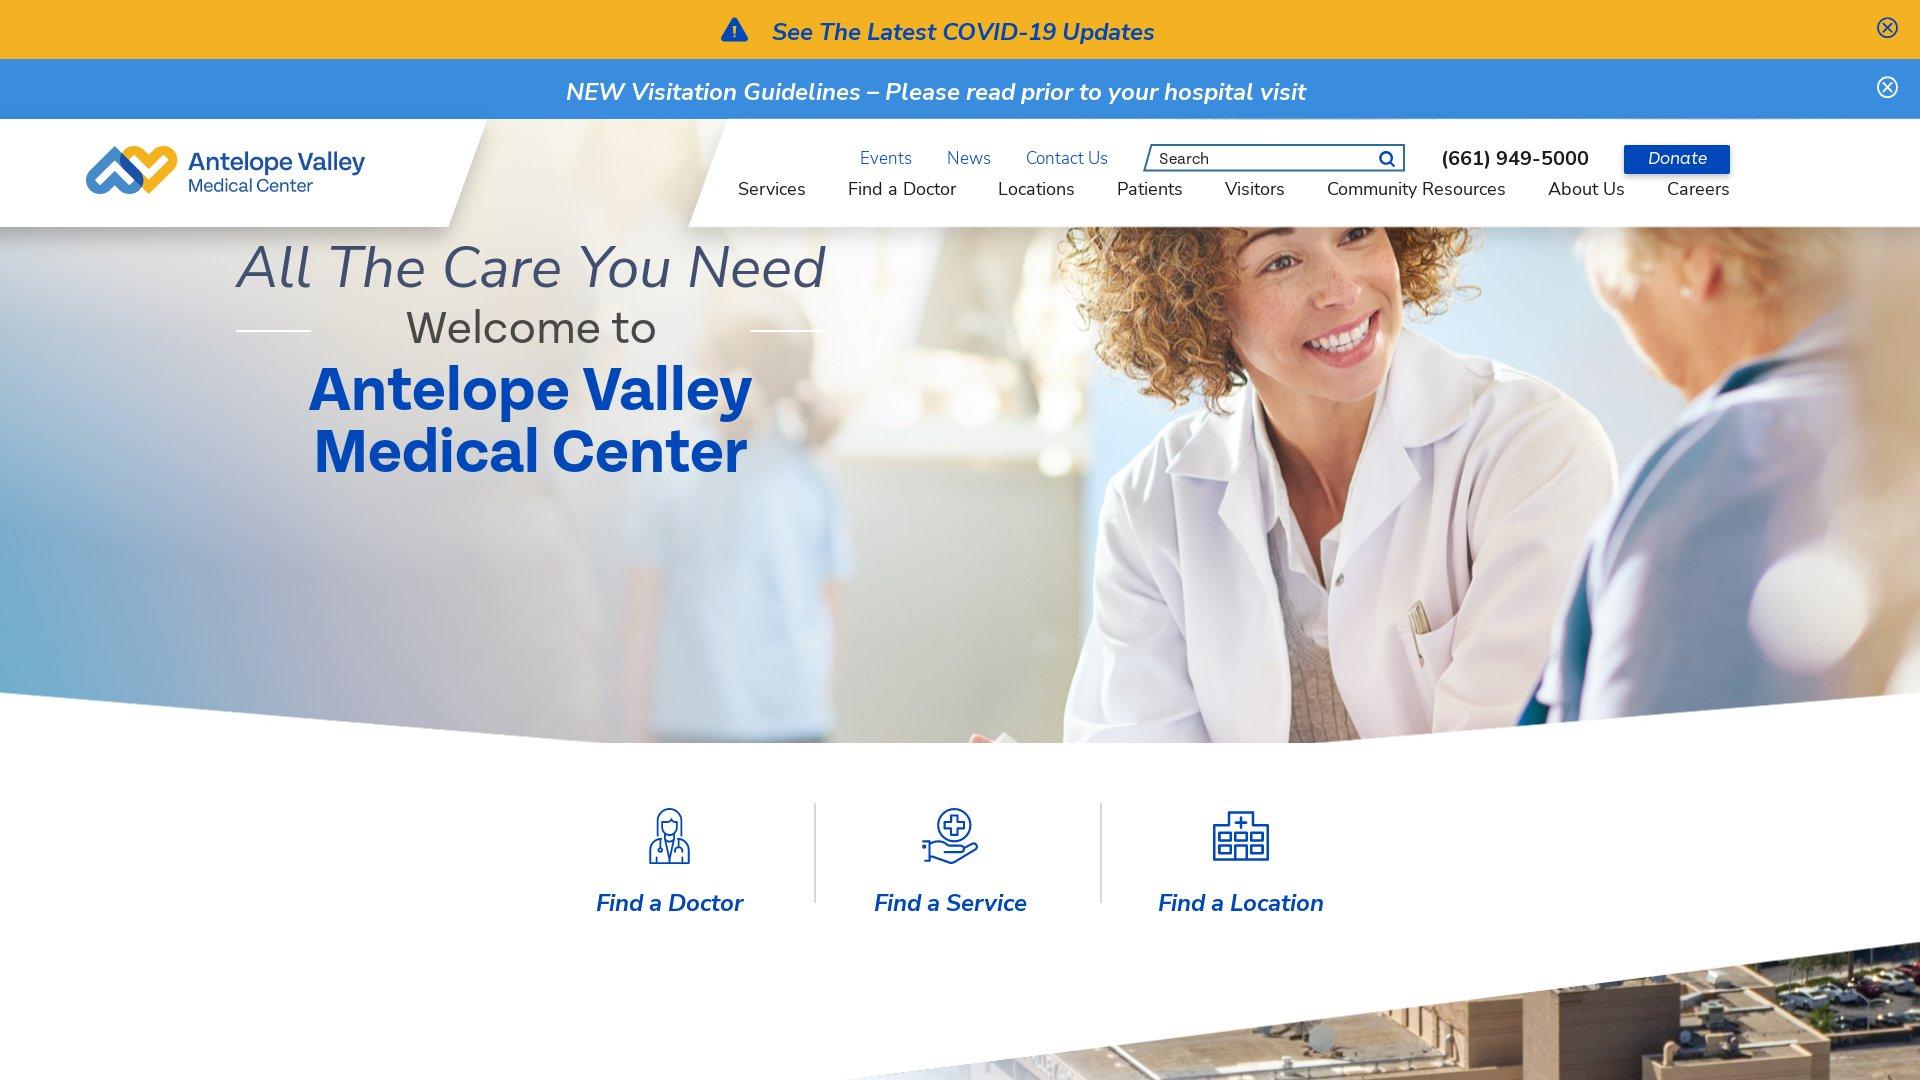 See The Latest COVID-19 Updates
NEW Visitation Guidelines – Please read prior to your hospital visit
Antelope Valley
Medical Center
Events News Contact Us Search (661) 949-5000 Donate
Services Find a Doctor Locations Patients Visitors Community Resources About Us Careers
All The Care You Need
Welcome to
Antelope Valley
Medical Center
Find a Doctor Find a Service Find a Location